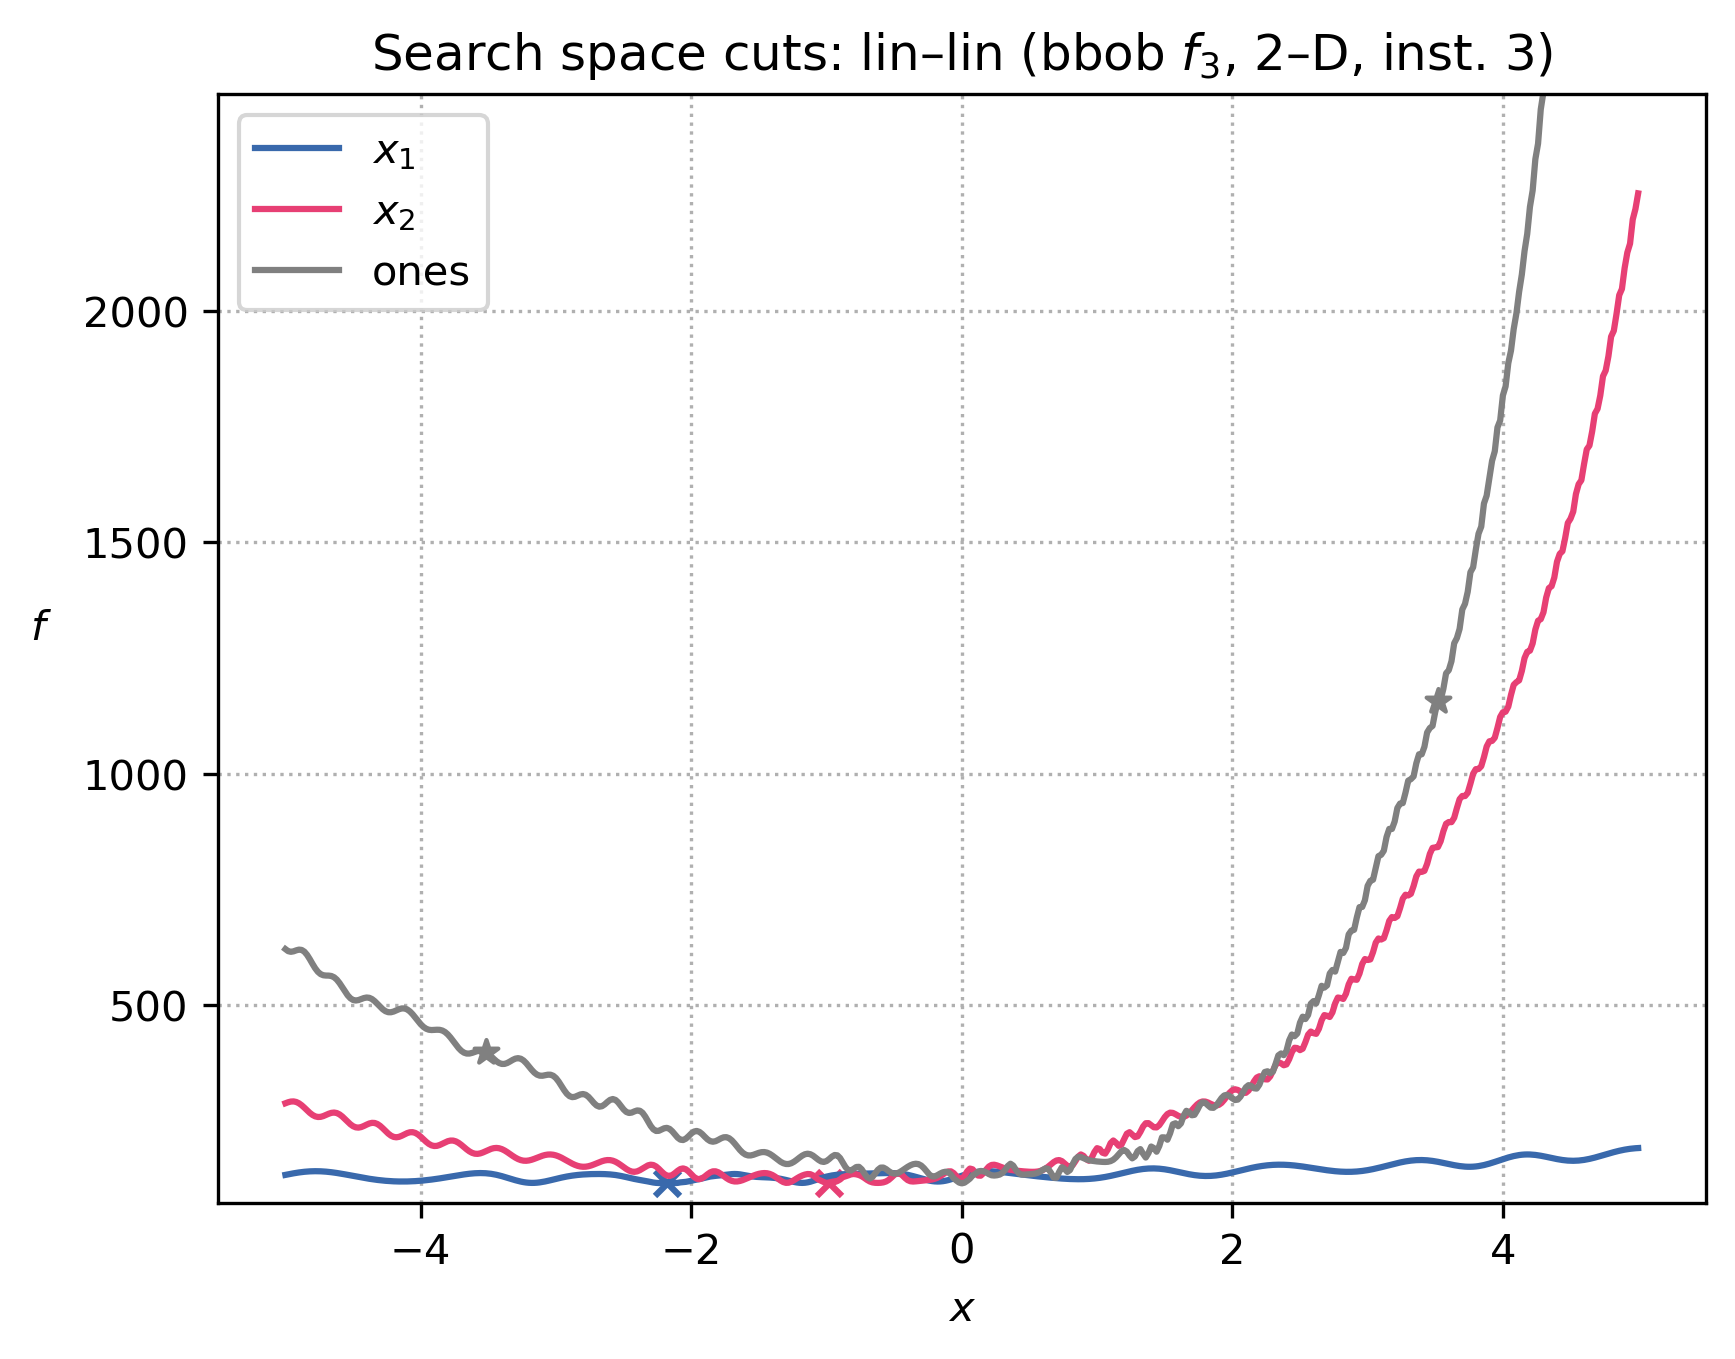 Search space cuts: lin–lin (bbob f₃, 2–D, inst. 3)
x₁
x₂
ones
2000
1500
1000
500
f
−4 −2 0 2 4
x